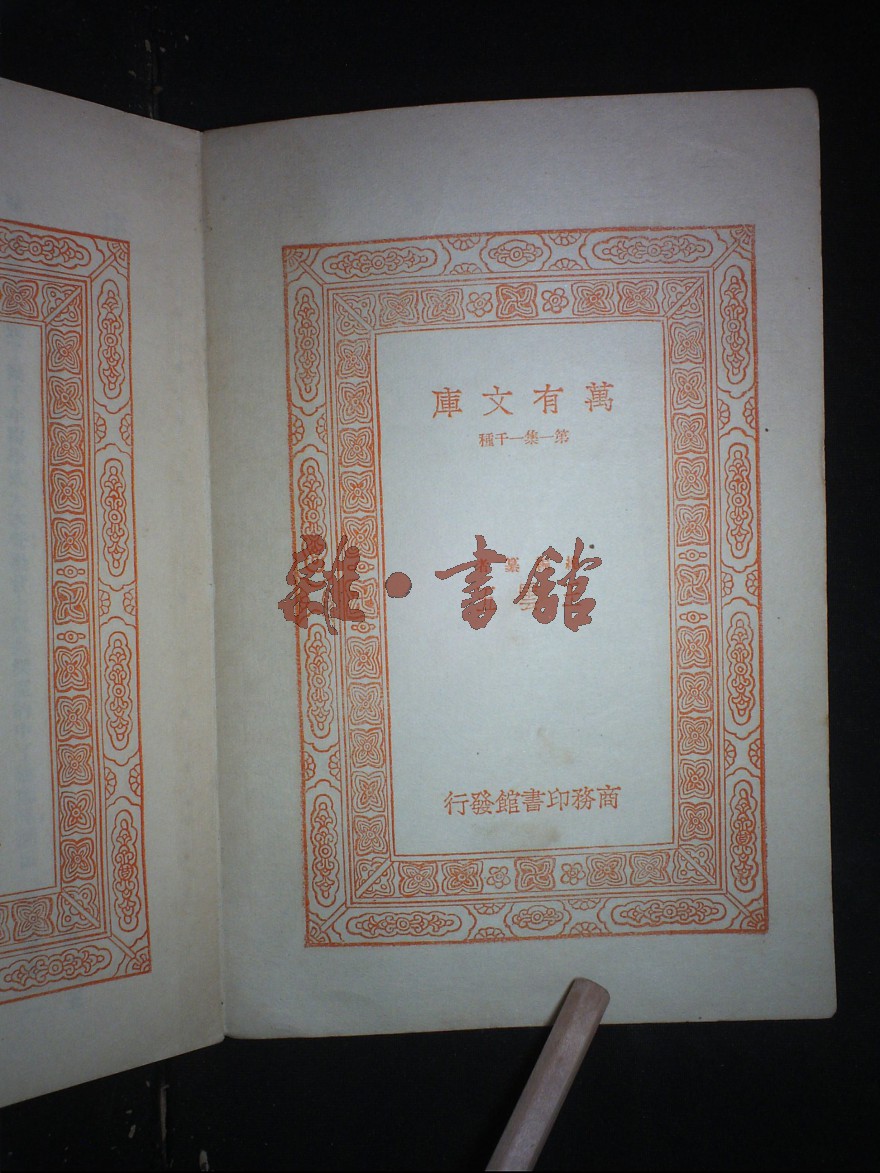 萬有文庫
第一集一千種
雜·書館
商務印書館發行